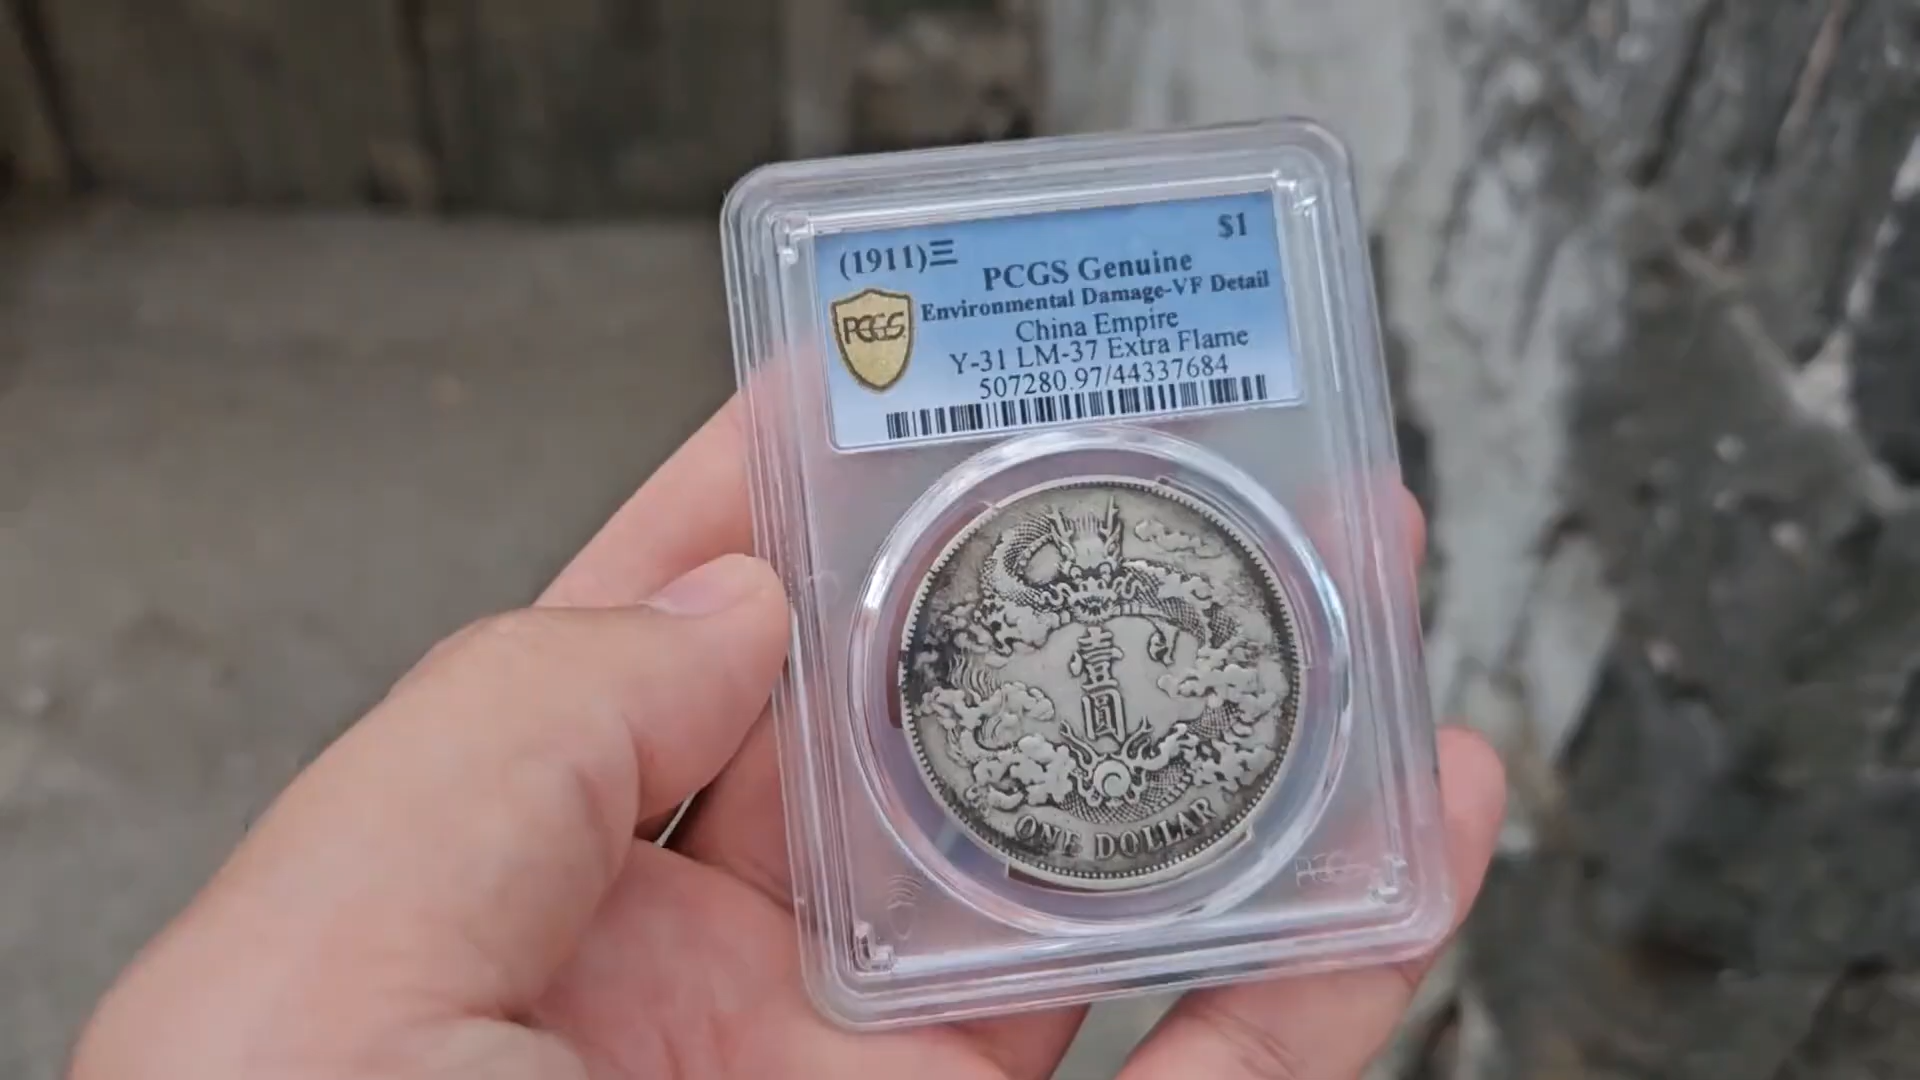 (1911)三
$1
PCGS Genuine
Environmental Damage-VF Detail
China Empire
Y-31 LM-37 Extra Flame
507280.97/44337684
PCGS
壹
圓
ONE DOLLAR
PCGS